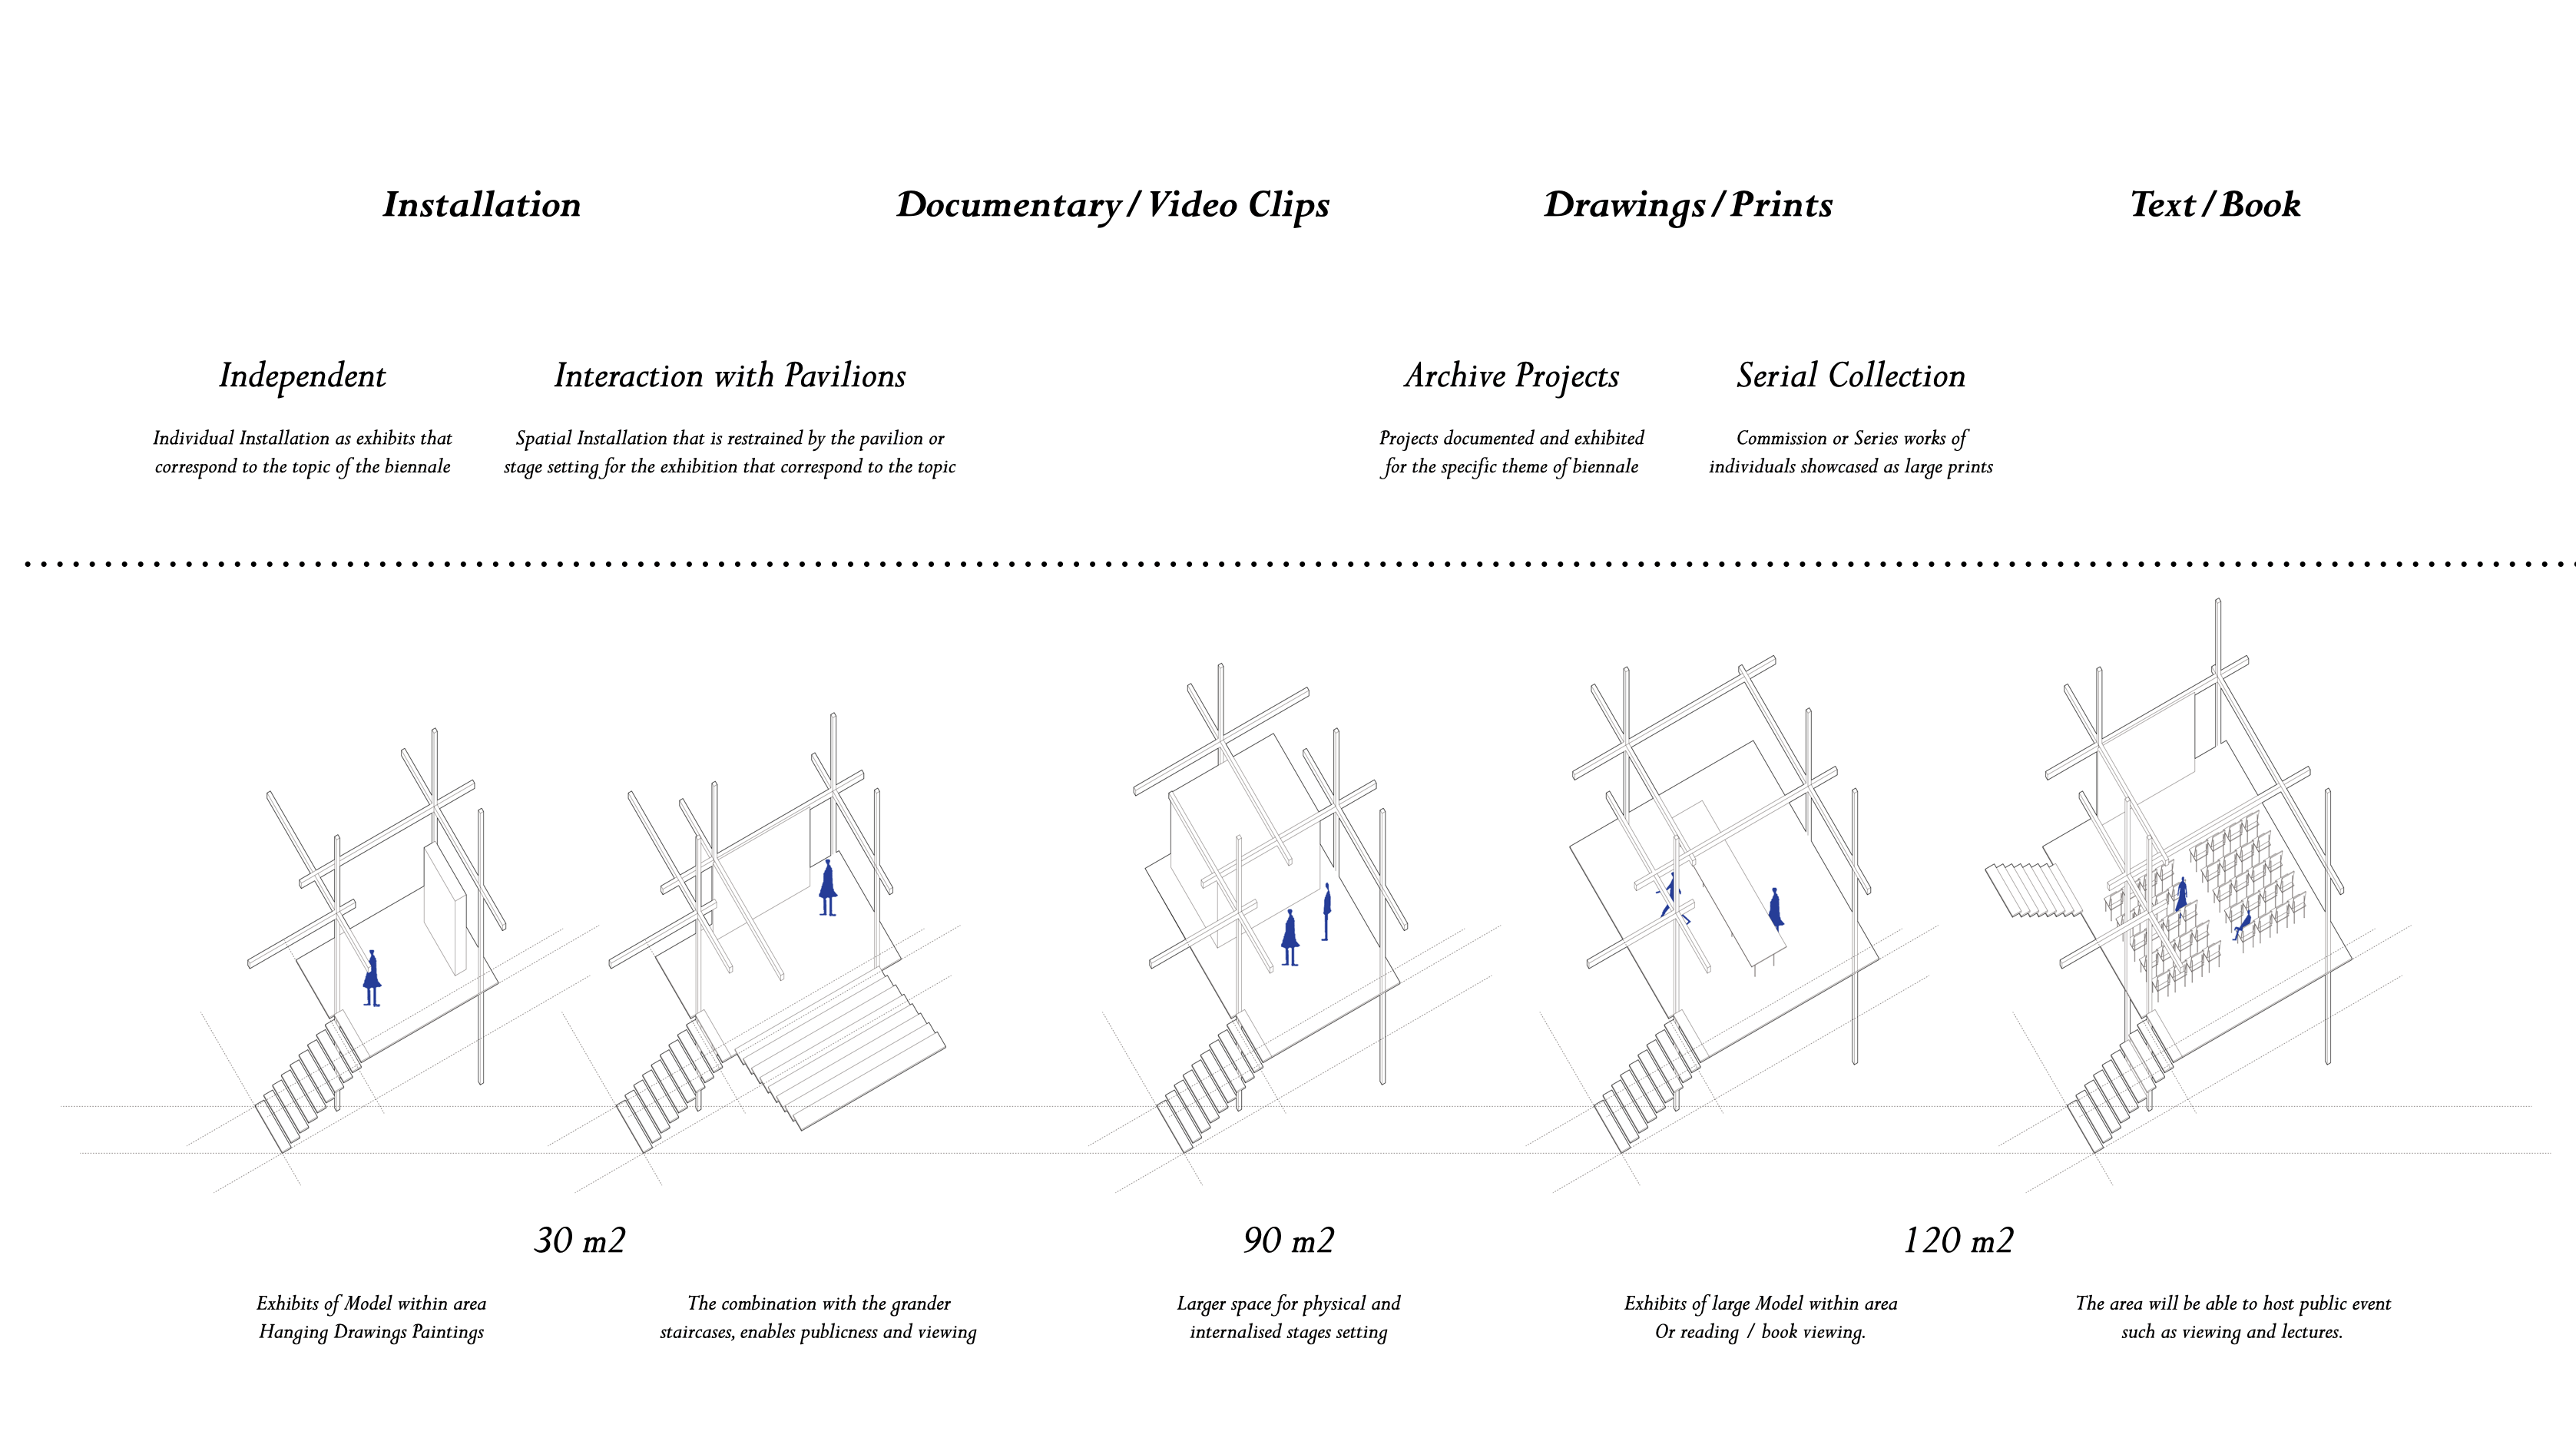 Installation
Documentary / Video Clips
Drawings / Prints
Text / Book
Independent
Individual Installation as exhibits that
correspond to the topic of the biennale
Interaction with Pavilions
Spatial Installation that is restrained by the pavilion or
stage setting for the exhibition that correspond to the topic
Archive Projects
Projects documented and exhibited
for the specific theme of biennale
Serial Collection
Commission or Series works of
individuals showcased as large prints
30 m2
90 m2
120 m2
Exhibits of Model within area
Hanging Drawings Paintings
The combination with the grander
staircases, enables publicness and viewing
Larger space for physical and
internalised stages setting
Exhibits of large Model within area
Or reading / book viewing.
The area will be able to host public event
such as viewing and lectures.